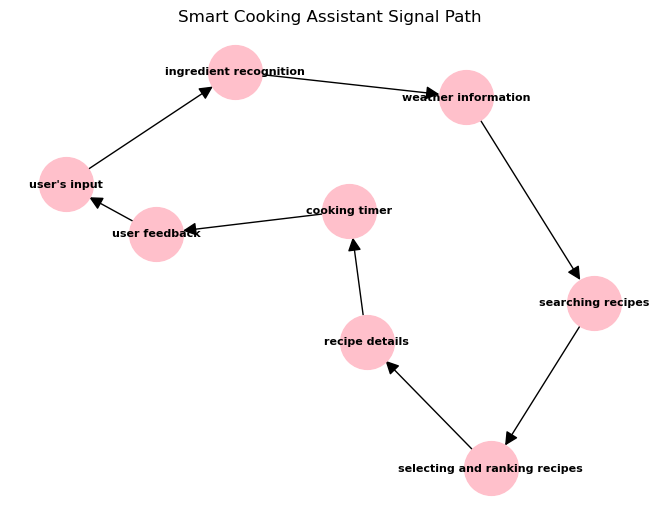 Smart Cooking Assistant Signal Path
ingredient recognition
weather information
user's input
cooking timer
user feedback
searching recipes
recipe details
selecting and ranking recipes